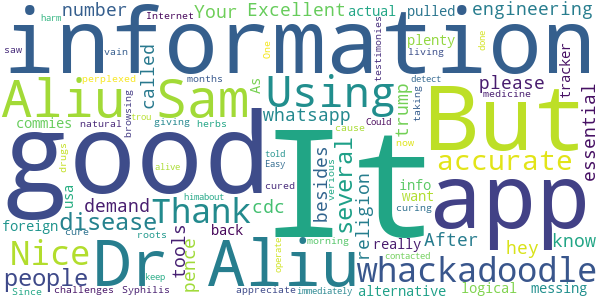 harm number Your Excellent actual pulled engineering
saw Internet plenty
vain perplexed One done living testimonies
information
Aliu Sam called Using whatsapp trump But please tracker essential
commies months As accurate detect medicine
browsing trou
natural giving herbs Could taking
good It app
drugs usa demand Thank cause now
alive told Easy besides several religion info want curing
foreign disease cdc cured verious After hey know
cure tools back himabout really
Nice roots Dr Aliu morning contacted whackadoodle
people pence operate alternative logical messing
Since keep challenges Syphilis appreciate immediately